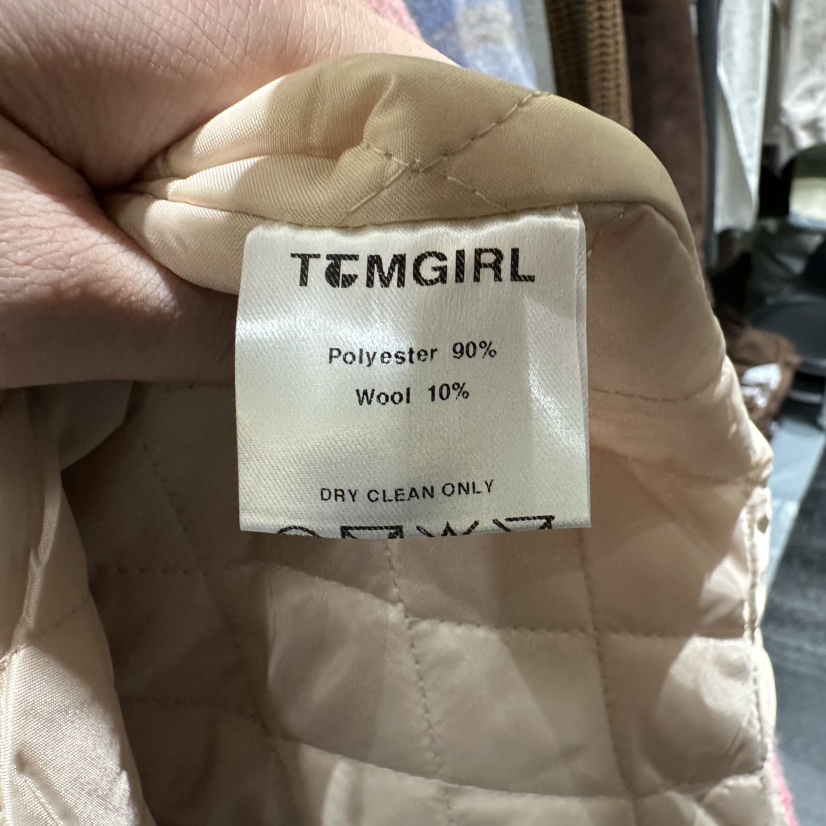 TCMGIRL
Polyester 90%
Wool 10%
DRY CLEAN ONLY